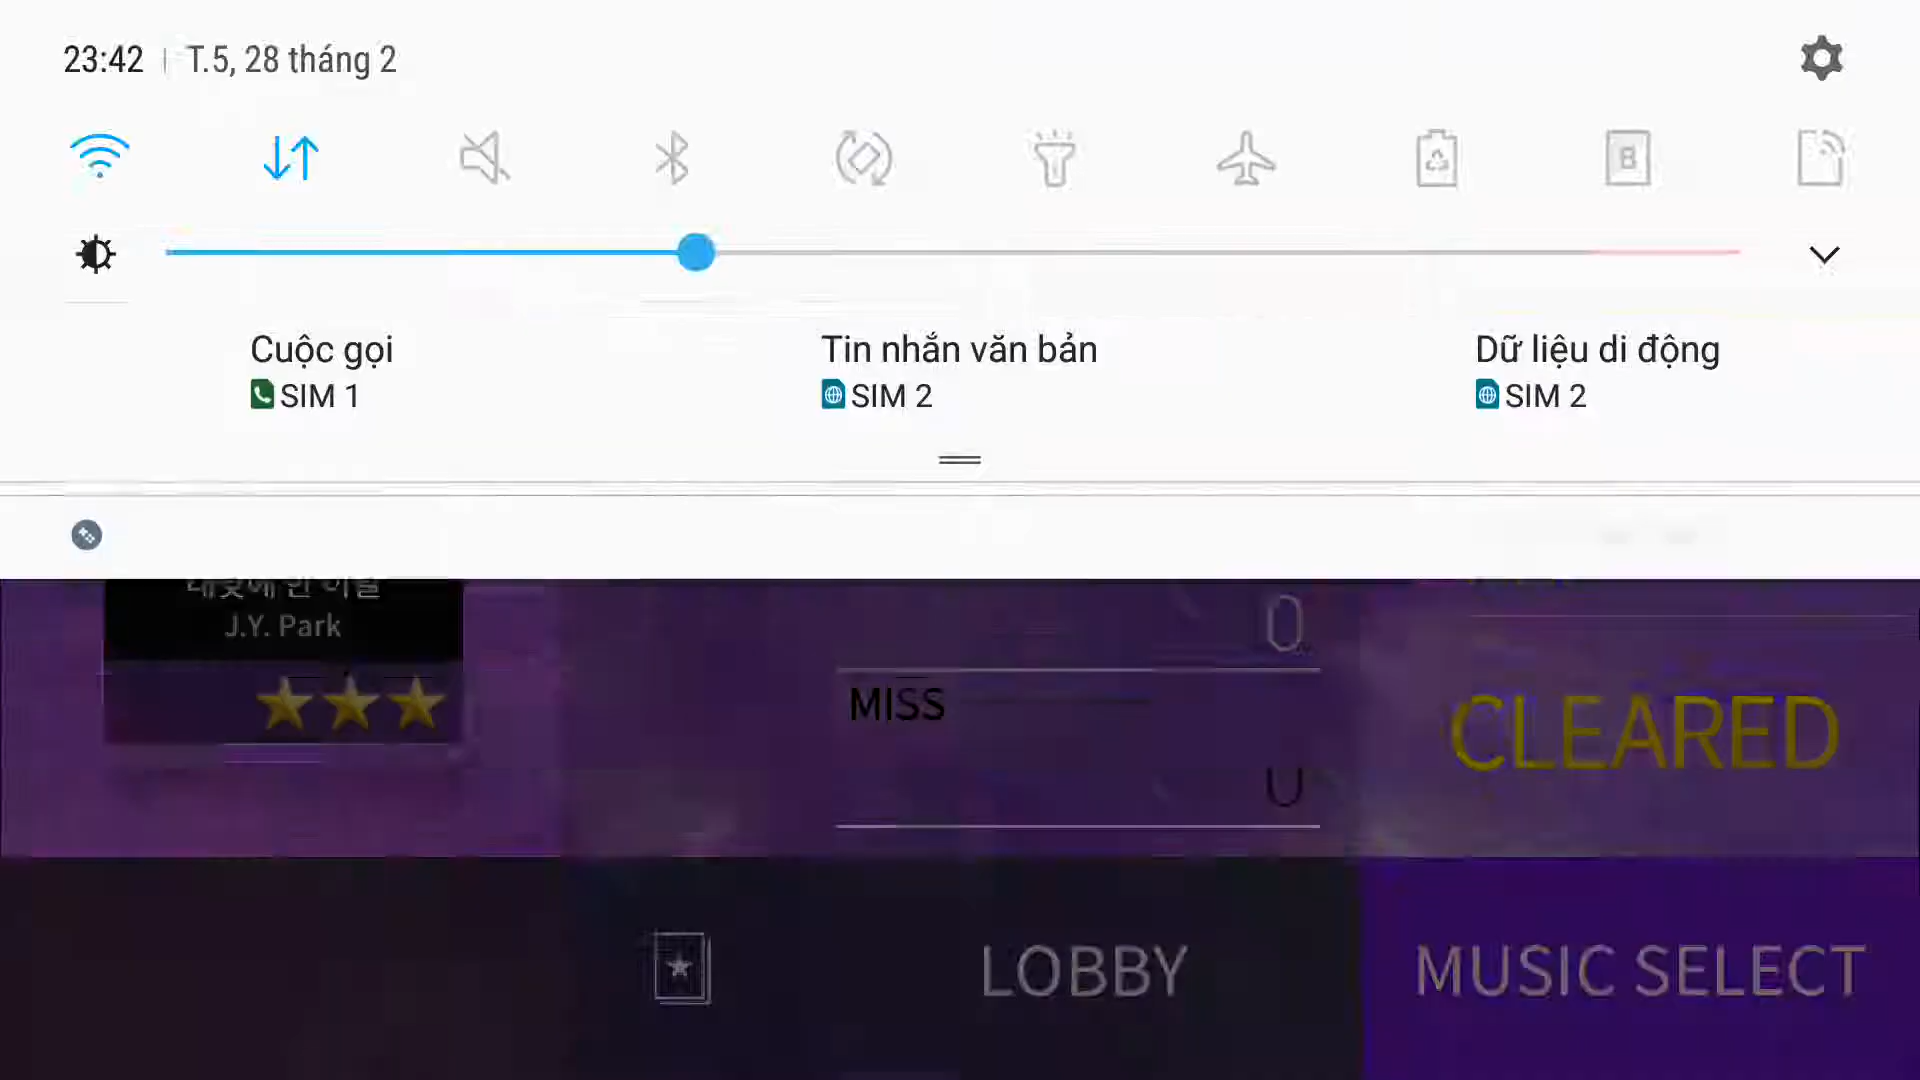 23:42 | T.5, 28 tháng 2
B
Cuộc gọi
SIM 1
Tin nhắn văn bản
SIM 2
Dữ liệu di động
SIM 2
J.Y. Park
0
MISS
CLEARED
LOBBY
MUSIC SELECT